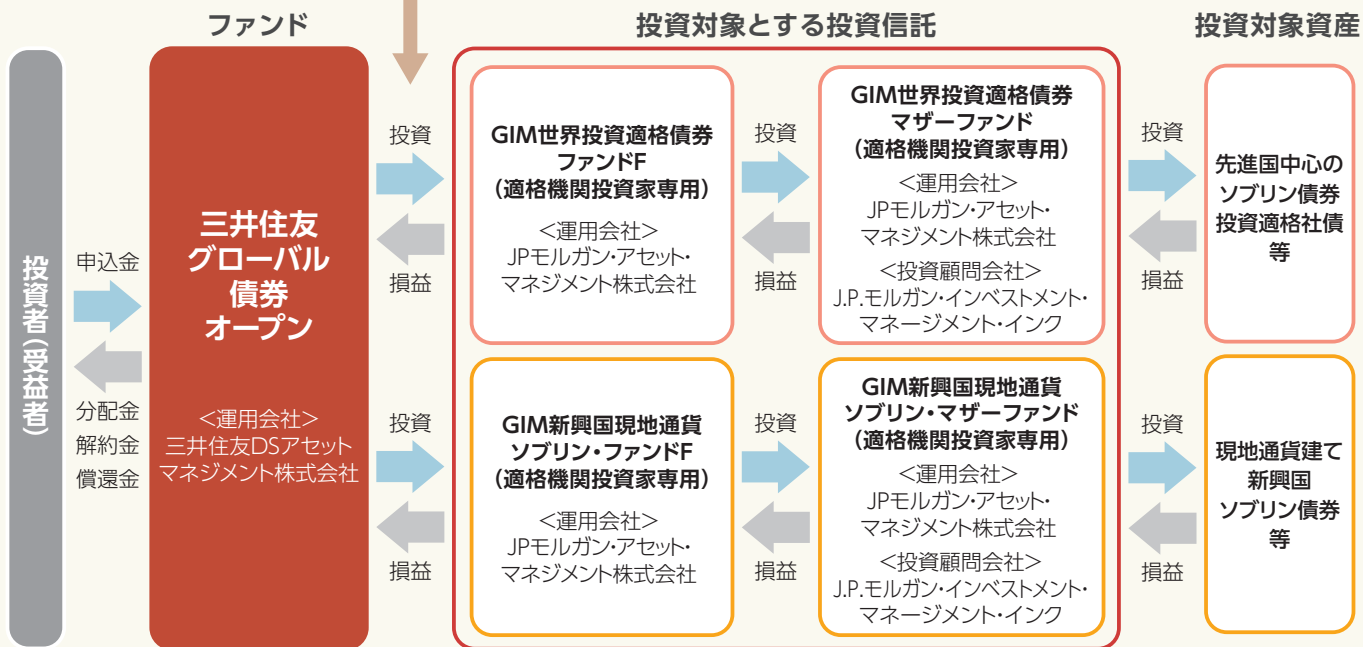 ファンド
投資対象とする投資信託
投資対象資産
投資者(受益者)
申込金
分配金
解約金
償還金
三井住友
グローバル
債券
オープン
<運用会社>
三井住友DSアセット
マネジメント株式会社
投資
損益
GIM世界投資適格債券
ファンドF
(適格機関投資家専用)
<運用会社>
JPモルガン・アセット・
マネジメント株式会社
投資
損益
GIM世界投資適格債券
マザーファンド
(適格機関投資家専用)
<運用会社>
JPモルガン・アセット・
マネジメント株式会社
<投資顧問会社>
J.P.モルガン・インベストメント・
マネージメント・インク
投資
損益
先進国中心の
ソブリン債券
投資適格社債
等
投資
損益
GIM新興国現地通貨
ソブリン・ファンドF
(適格機関投資家専用)
<運用会社>
JPモルガン・アセット・
マネジメント株式会社
投資
損益
GIM新興国現地通貨
ソブリン・マザーファンド
(適格機関投資家専用)
<運用会社>
JPモルガン・アセット・
マネジメント株式会社
<投資顧問会社>
J.P.モルガン・インベストメント・
マネージメント・インク
投資
損益
現地通貨建て
新興国
ソブリン債券
等